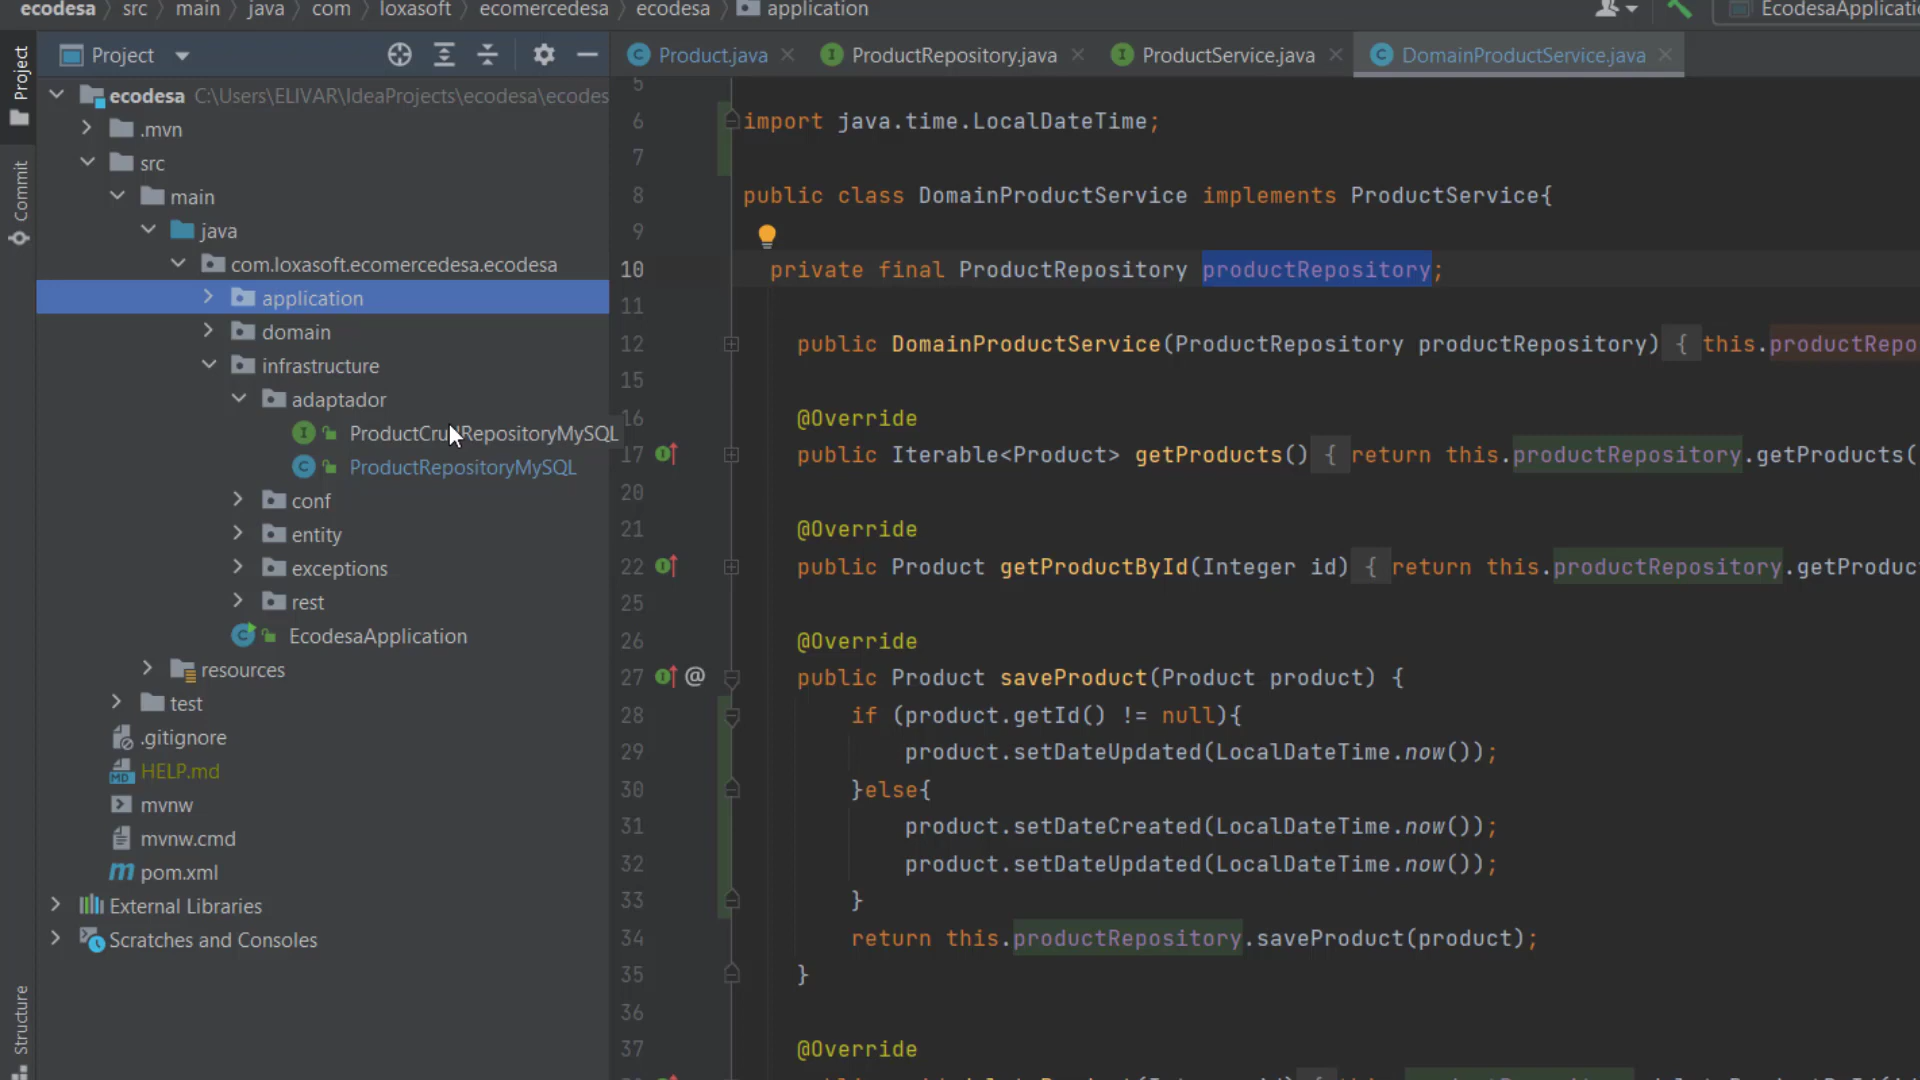 ecodesa src main java com loxasoft ecomercedesa ecodesa application
EcodesaApplicatio
Project
Commit
Structure
Project
ecodesa C:\Users\ELIVAR\IdeaProjects\ecodesa\ecodes
.mvn
src
main
java
com.loxasoft.ecomercedesa.ecodesa
application
domain
infrastructure
adaptador
ProductCrudRepositoryMySQL
ProductRepositoryMySQL
conf
entity
exceptions
rest
EcodesaApplication
resources
test
.gitignore
HELP.md
mvnw
mvnw.cmd
pom.xml
External Libraries
Scratches and Consoles
Product.java ProductRepository.java ProductService.java DomainProductService.java
5
6 import java.time.LocalDateTime;
7
8 public class DomainProductService implements ProductService{
9
10 private final ProductRepository productRepository;
11
12 public DomainProductService(ProductRepository productRepository) { this.productRepo
15
16 @Override
17 public Iterable<Product> getProducts() { return this.productRepository.getProducts(
20
21 @Override
22 public Product getProductById(Integer id) { return this.productRepository.getProduc
25
26 @Override
27 @ public Product saveProduct(Product product) {
28 if (product.getId() != null){
29 product.setDateUpdated(LocalDateTime.now());
30 }else{
31 product.setDateCreated(LocalDateTime.now());
32 product.setDateUpdated(LocalDateTime.now());
33 }
34 return this.productRepository.saveProduct(product);
35 }
36
37 @Override